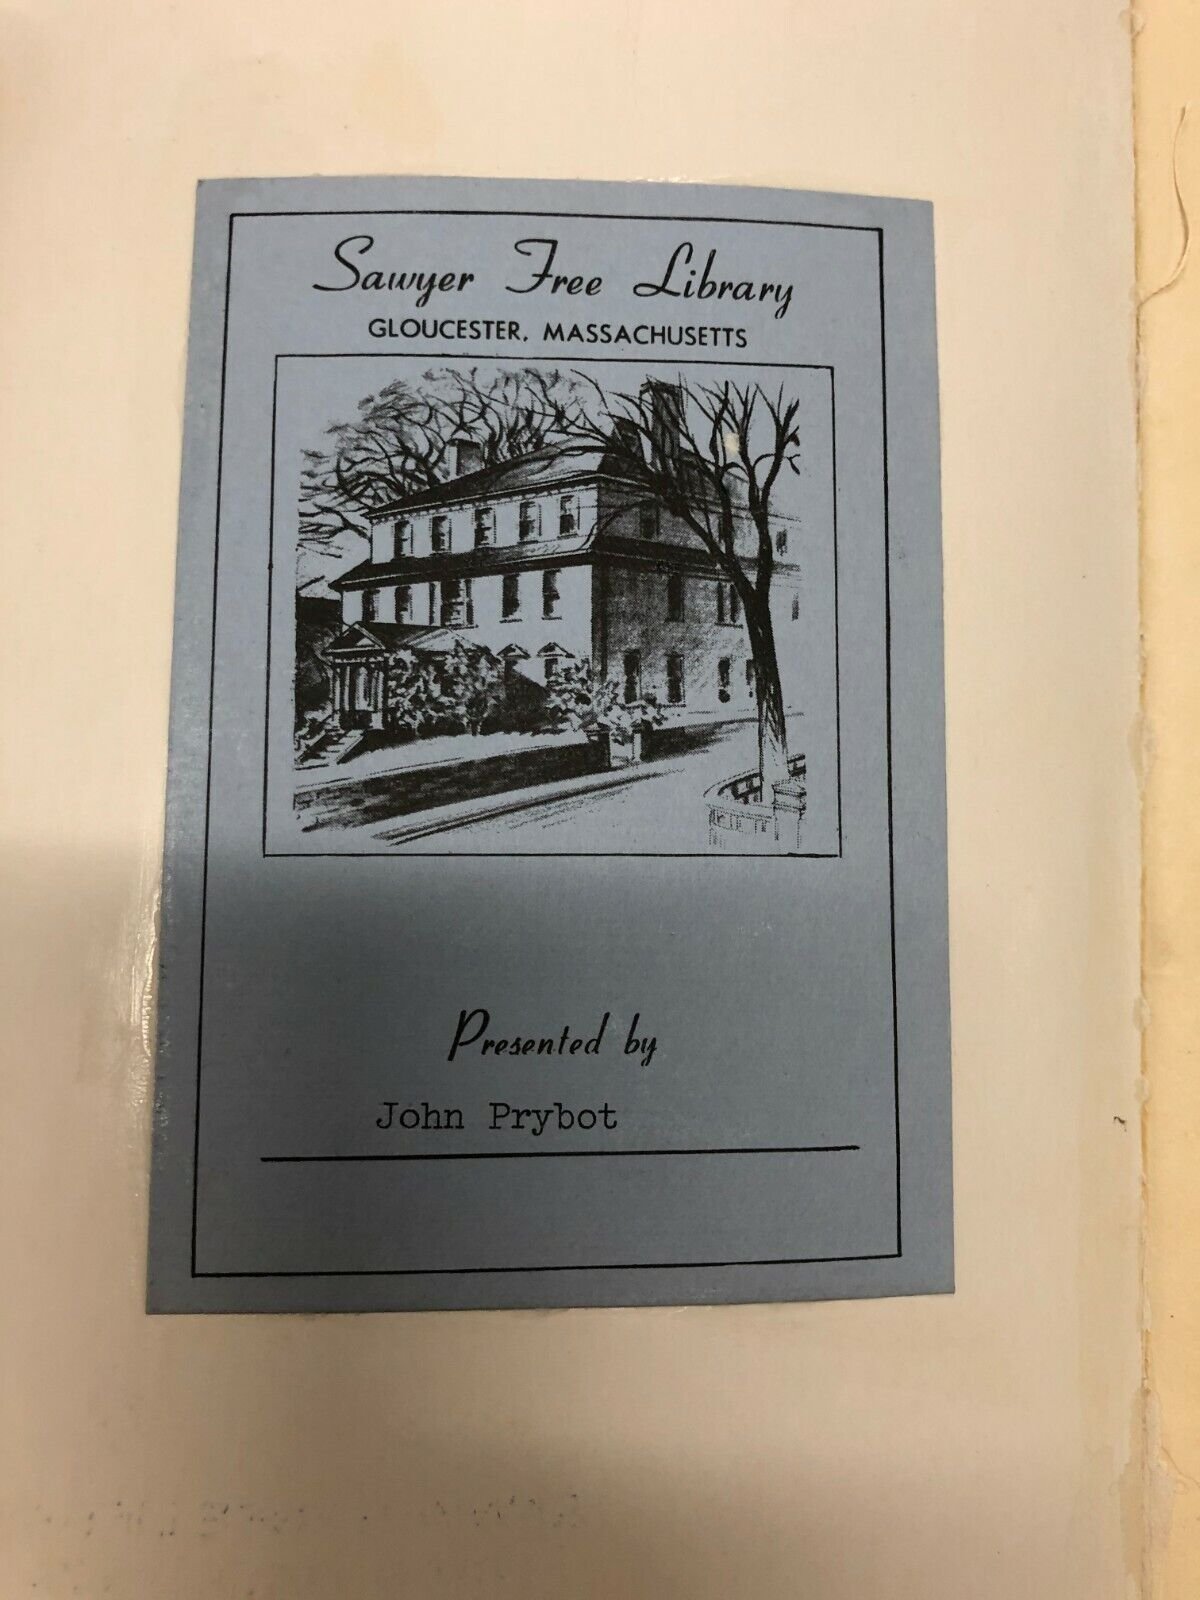 Sawyer Free Library
GLOUCESTER, MASSACHUSETTS
Presented by
John Prybot